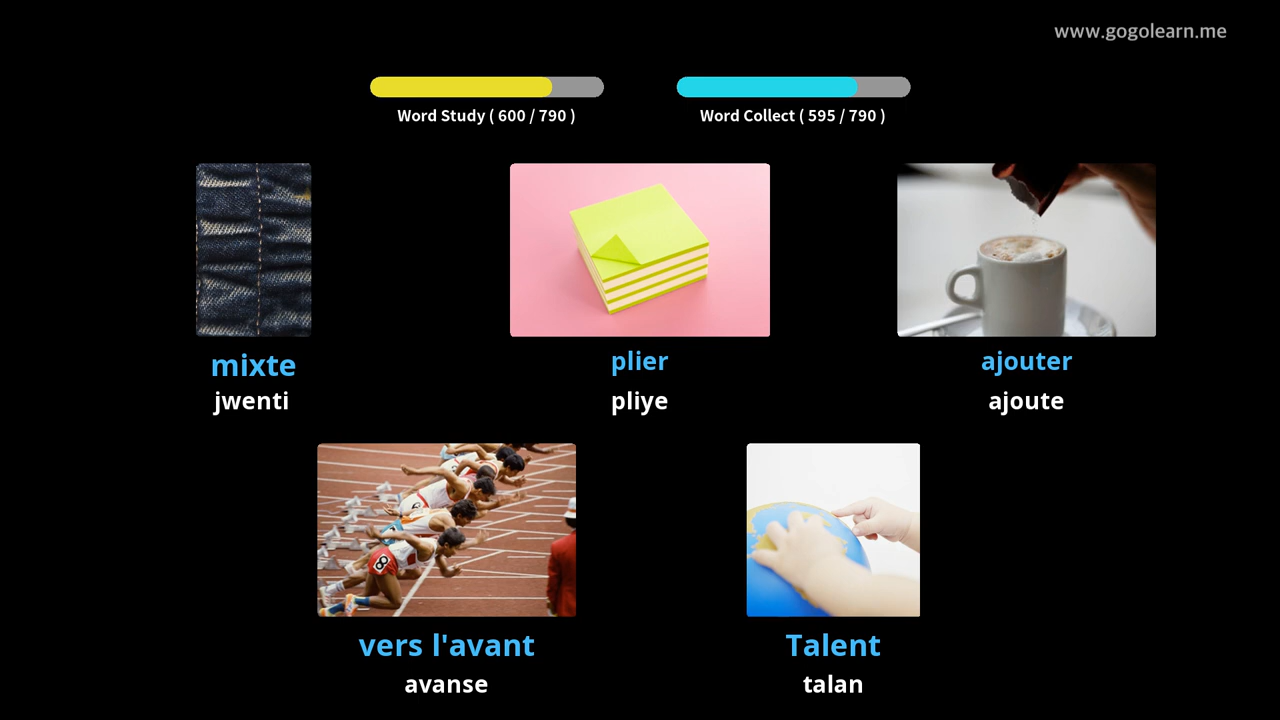 www.gogolearn.me
Word Study ( 600 / 790 )
Word Collect ( 595 / 790 )
mixte
jwenti
plier
pliye
ajouter
ajoute
8
vers l'avant
avanse
Talent
talan